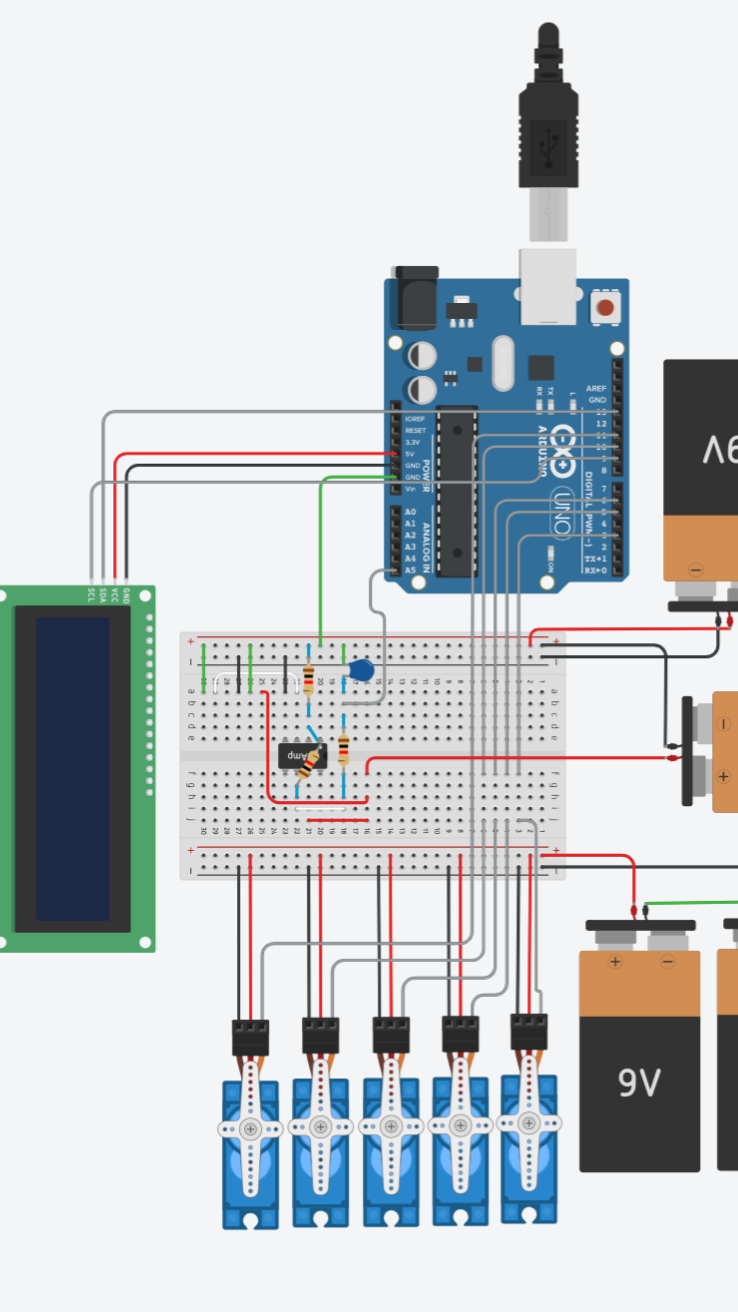 AREF
GND
13
IOREF
12
RESET
11
3.3V
10
5V
9
GND
8
GND
Vin
POWER
RX
TX
L
ARDUINO
UNO
ON
DIGITAL (PWM~)
7
6
5
4
3
2
TX→1
RX←0
A0
A1
A2
A3
A4
A5
ANALOG IN
SCL
SDA
VCC
GND
9V
+
−
a
b
c
d
e
Amp
f
g
h
i
j
30 29 28 27 26 25 24 23 22 21 20 19 18 17 16 15 14 13 12 11 10 9 8 7 6 5 4 3 2 1
+
−
9V